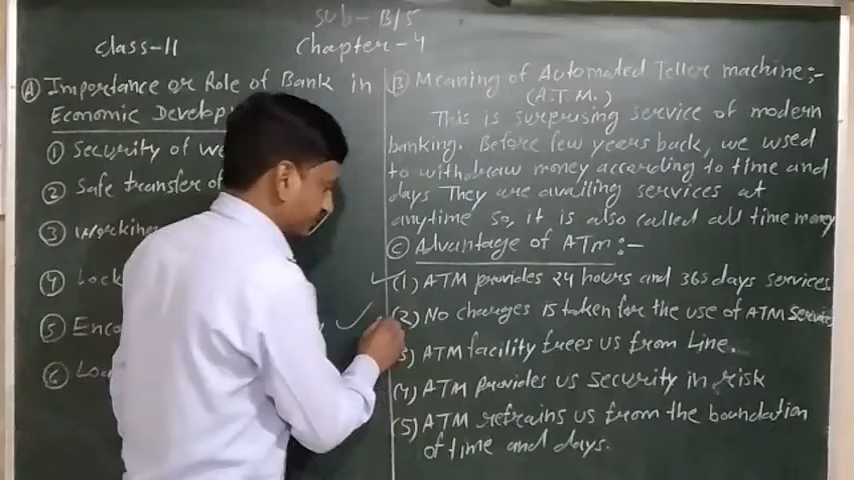 Sub - B/S
Class-11
Chapter-4
(A) Importance or Role of Bank in
Economic
(1) Security of
(2) Safe transfer of
(3) Working
(4) Lock
(5) Enco
(6)
(B) Meaning of Automated Teller machine:-
(A.T.M.)
This is surprising service of modern
banking. Before few years back, we used
to withdraw money according to time and
days. They are availing services at
anytime so, it is also called all time money
(C) Advantage of ATM:-
(1) ATM provides 24 hours and 365 days services.
(2) No charges is taken for the use of ATM Service
3) ATM facility frees us from Line.
(4) ATM provides us security in risk
(5) ATM retrains us from the boundation
of time and days.